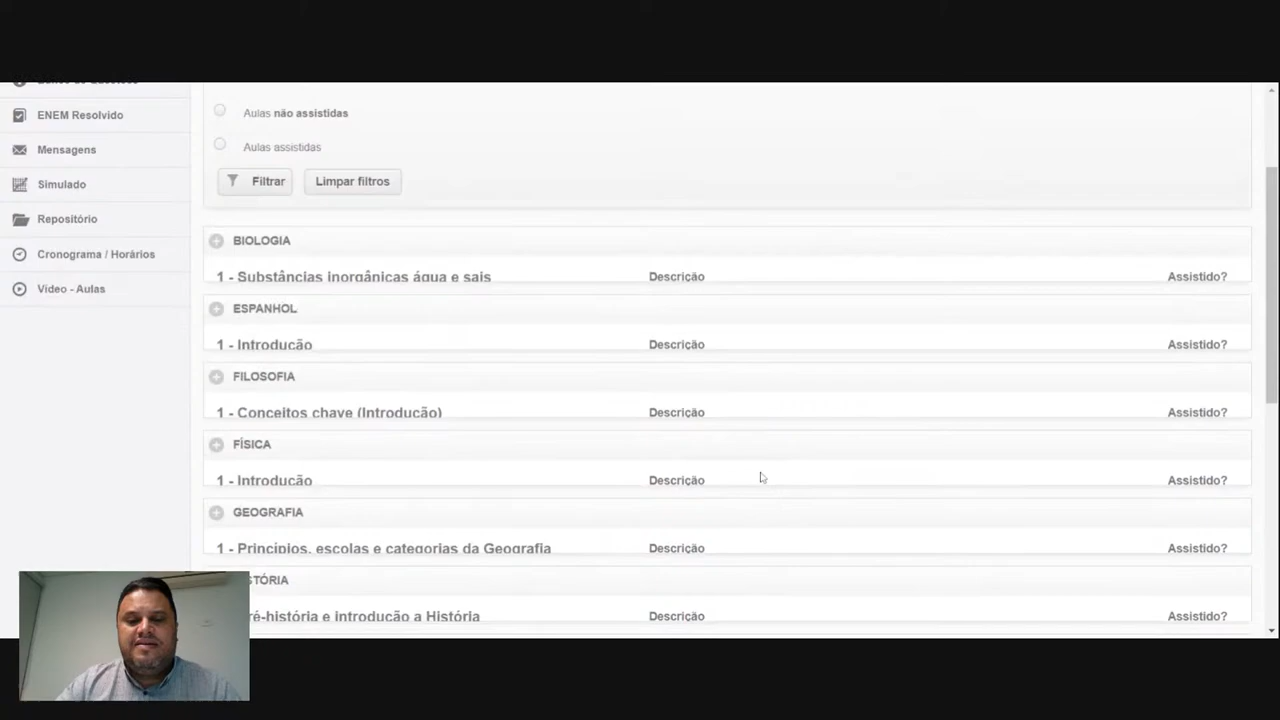 ENEM Resolvido
Mensagens
Simulado
Repositório
Cronograma / Horários
Vídeo - Aulas
Aulas não assistidas
Aulas assistidas
Filtrar Limpar filtros
BIOLOGIA
1 - Substâncias inorgânicas água e sais Descrição Assistido?
ESPANHOL
1 - Introdução Descrição Assistido?
FILOSOFIA
1 - Conceitos chave (Introdução) Descrição Assistido?
FÍSICA
1 - Introdução Descrição Assistido?
GEOGRAFIA
1 - Princípios, escolas e categorias da Geografia Descrição Assistido?
STÓRIA
ré-história e introdução a História Descrição Assistido?